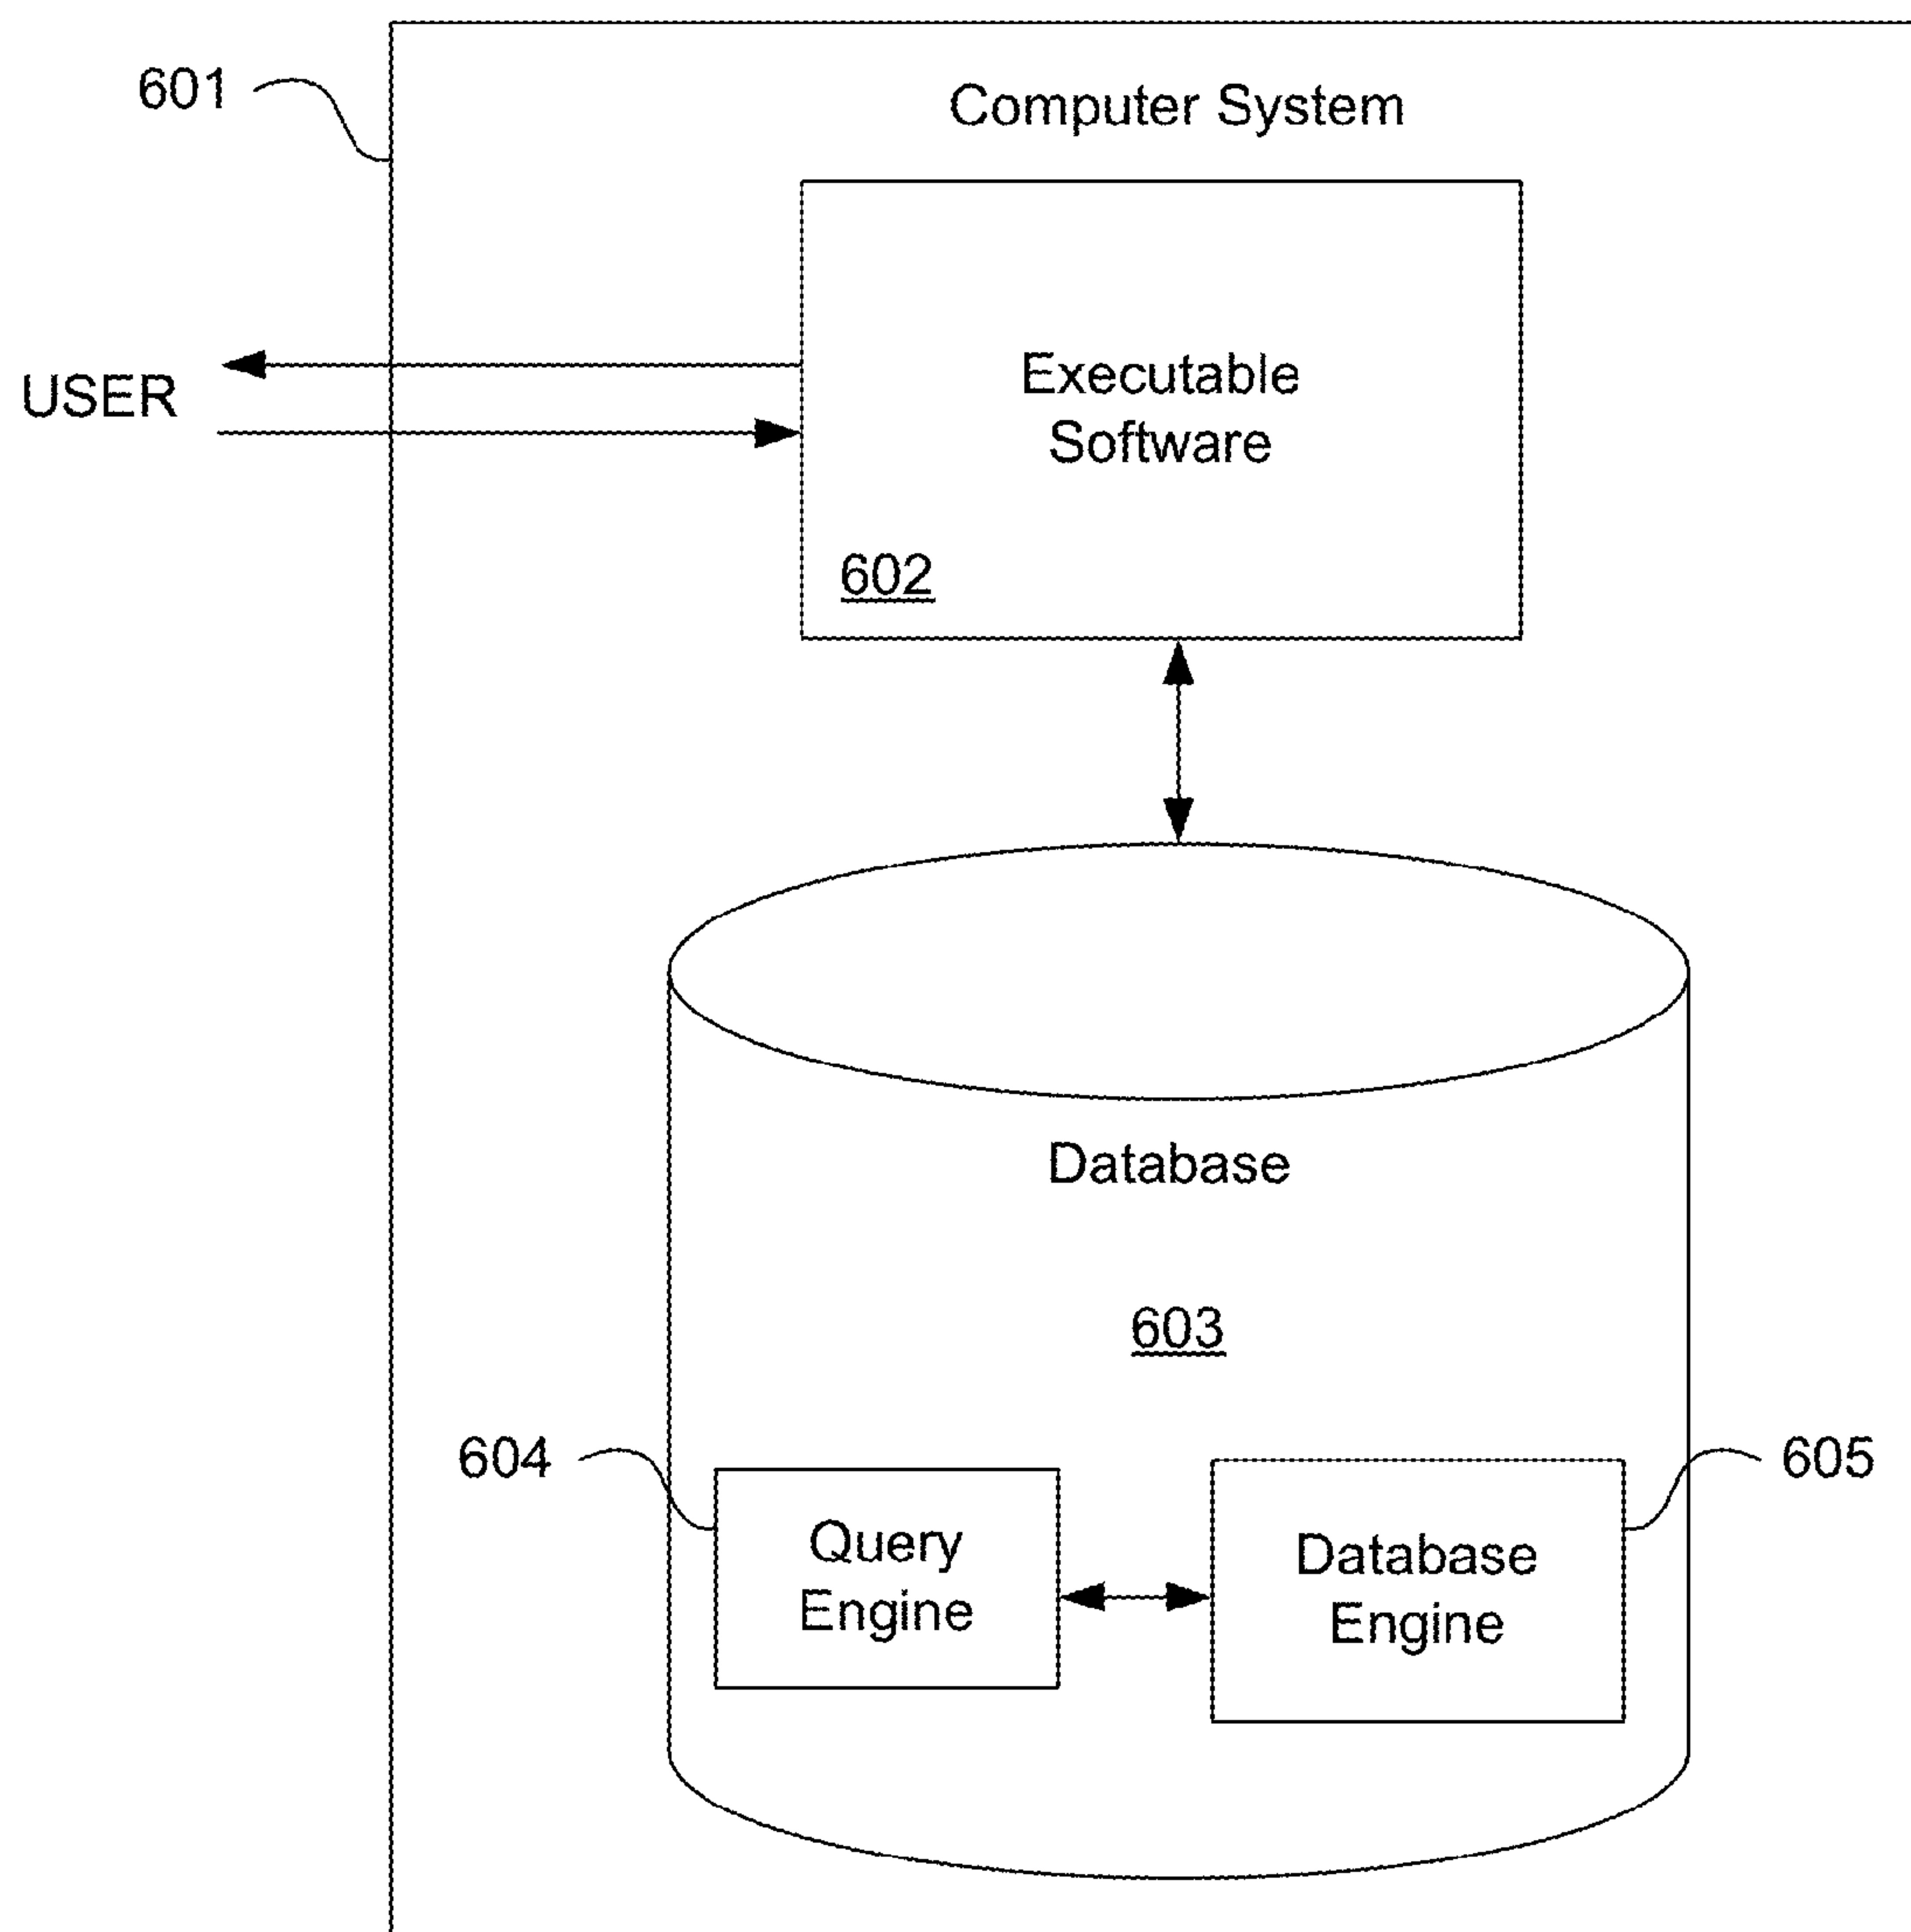 601
Computer System
USER
Executable
Software
602
Database
603
604
Query
Engine
Database
Engine
605